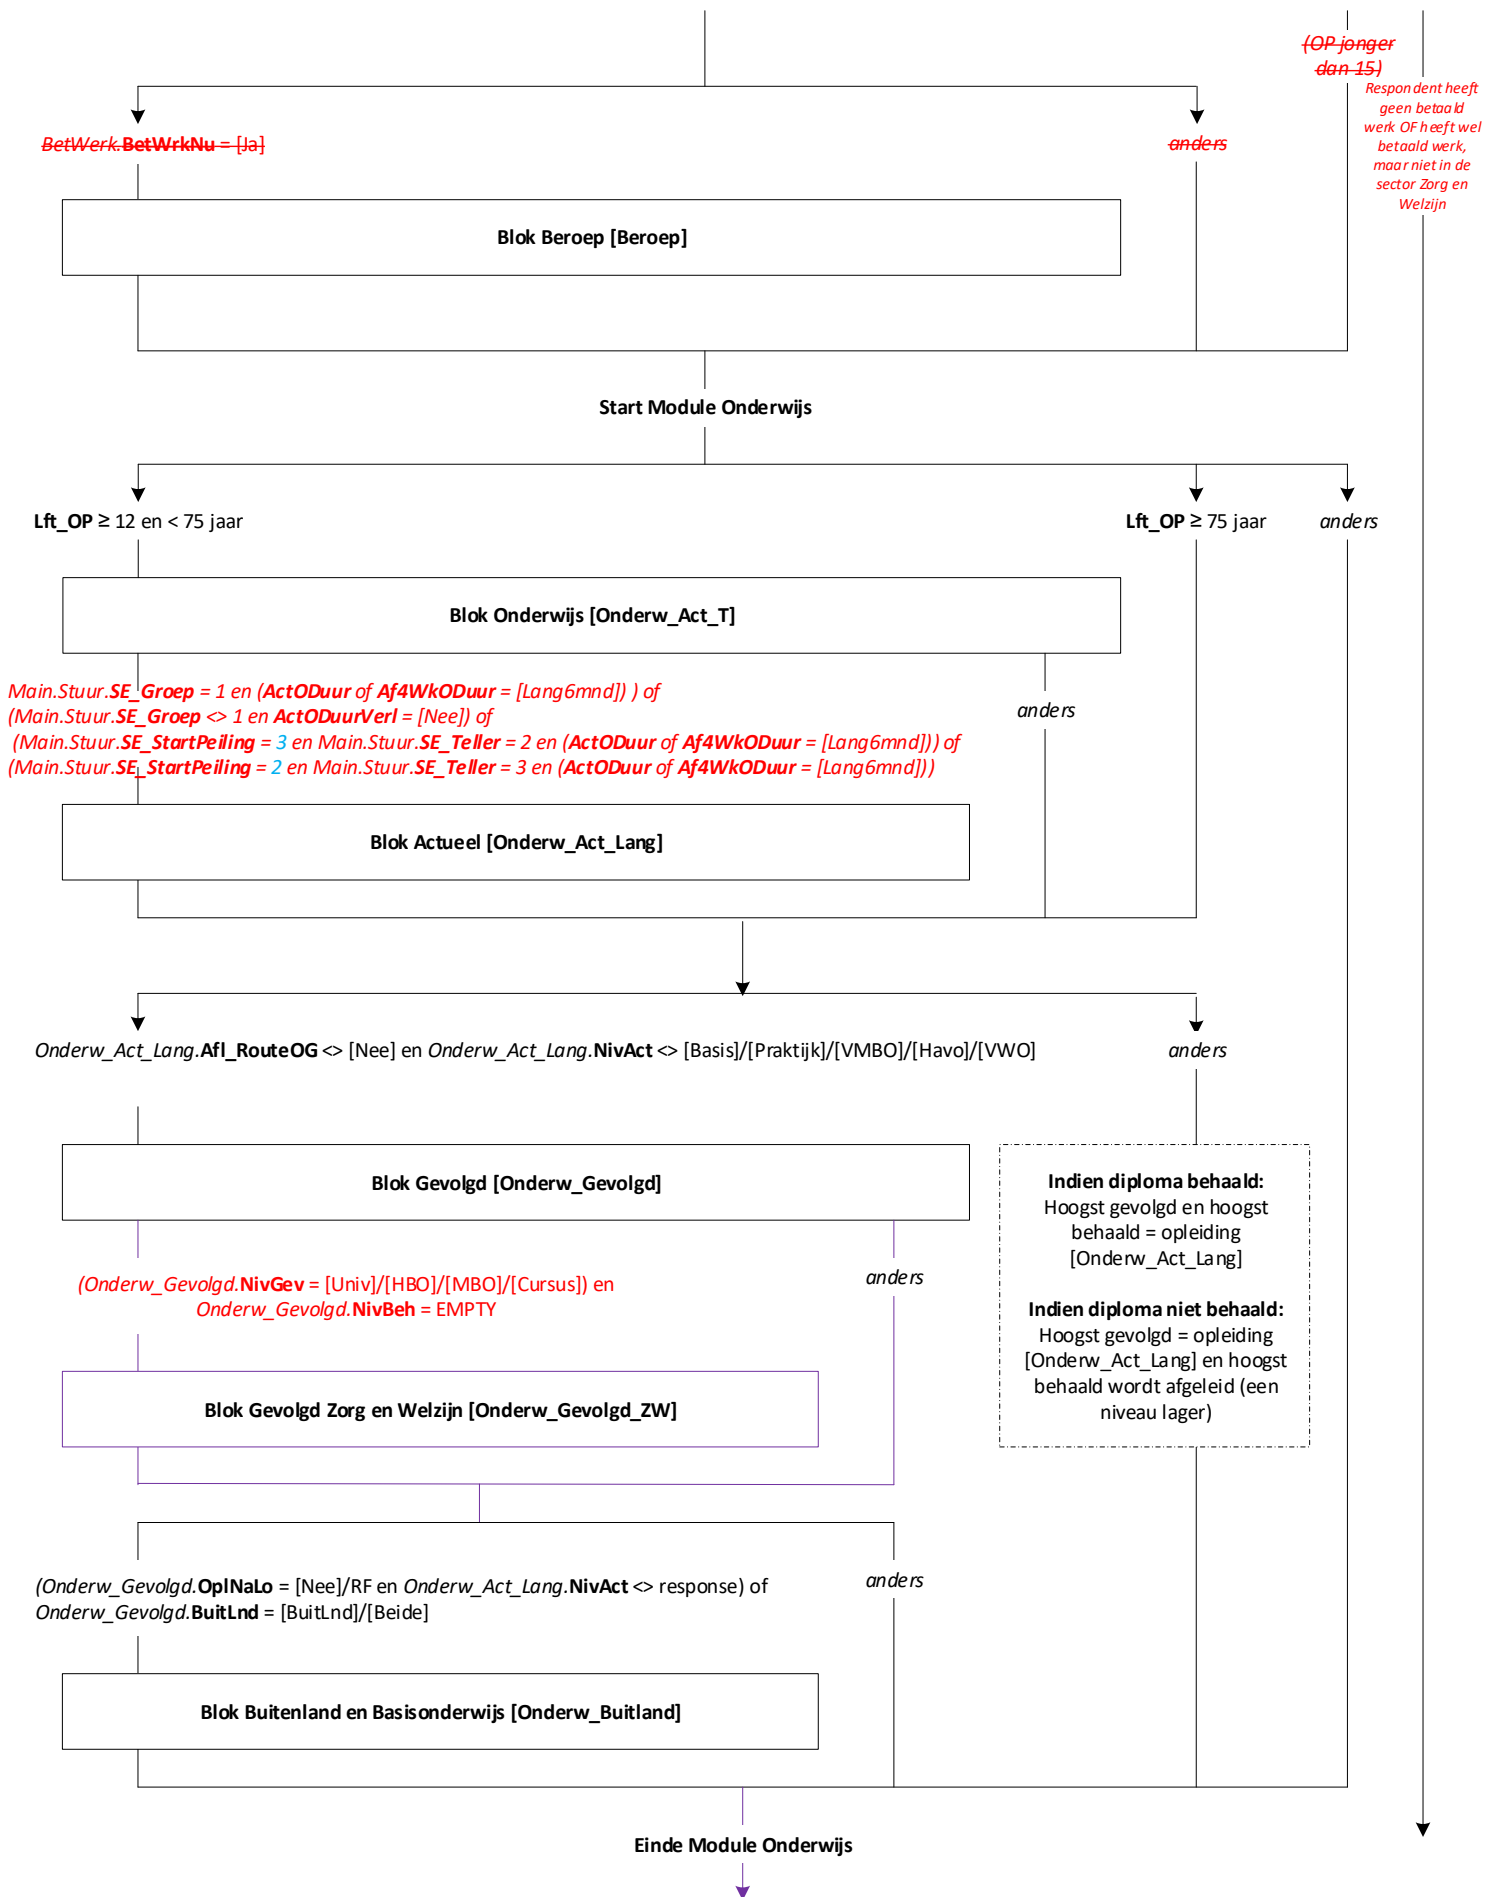 (OP jonger
dan 15)
Respondent heeft
geen betaald
werk OF heeft wel
betaald werk,
maar niet in de
sector Zorg en
Welzijn
BetWerk.BetWrkNu = [Ja]
anders
Blok Beroep [Beroep]
Start Module Onderwijs
Lft_OP ≥ 12 en < 75 jaar
Lft_OP ≥ 75 jaar
anders
Blok Onderwijs [Onderw_Act_T]
Main.Stuur.SE_Groep = 1 en (ActODuur of Af4WkODuur = [Lang6mnd]) ) of
(Main.Stuur.SE_Groep <> 1 en ActODuurVerl = [Nee]) of
(Main.Stuur.SE_StartPeiling = 3 en Main.Stuur.SE_Teller = 2 en (ActODuur of Af4WkODuur = [Lang6mnd])) of
(Main.Stuur.SE_StartPeiling = 2 en Main.Stuur.SE_Teller = 3 en (ActODuur of Af4WkODuur = [Lang6mnd]))
anders
Blok Actueel [Onderw_Act_Lang]
Onderw_Act_Lang.Afl_RouteOG <> [Nee] en Onderw_Act_Lang.NivAct <> [Basis]/[Praktijk]/[VMBO]/[Havo]/[VWO]
anders
Blok Gevolgd [Onderw_Gevolgd]
Indien diploma behaald:
Hoogst gevolgd en hoogst
behaald = opleiding
[Onderw_Act_Lang]
Indien diploma niet behaald:
Hoogst gevolgd = opleiding
[Onderw_Act_Lang] en hoogst
behaald wordt afgeleid (een
niveau lager)
(Onderw_Gevolgd.NivGev = [Univ]/[HBO]/[MBO]/[Cursus]) en
Onderw_Gevolgd.NivBeh = EMPTY
anders
Blok Gevolgd Zorg en Welzijn [Onderw_Gevolgd_ZW]
(Onderw_Gevolgd.OplNaLo = [Nee]/RF en Onderw_Act_Lang.NivAct <> response) of
Onderw_Gevolgd.BuitLnd = [BuitLnd]/[Beide]
anders
Blok Buitenland en Basisonderwijs [Onderw_Buitland]
Einde Module Onderwijs